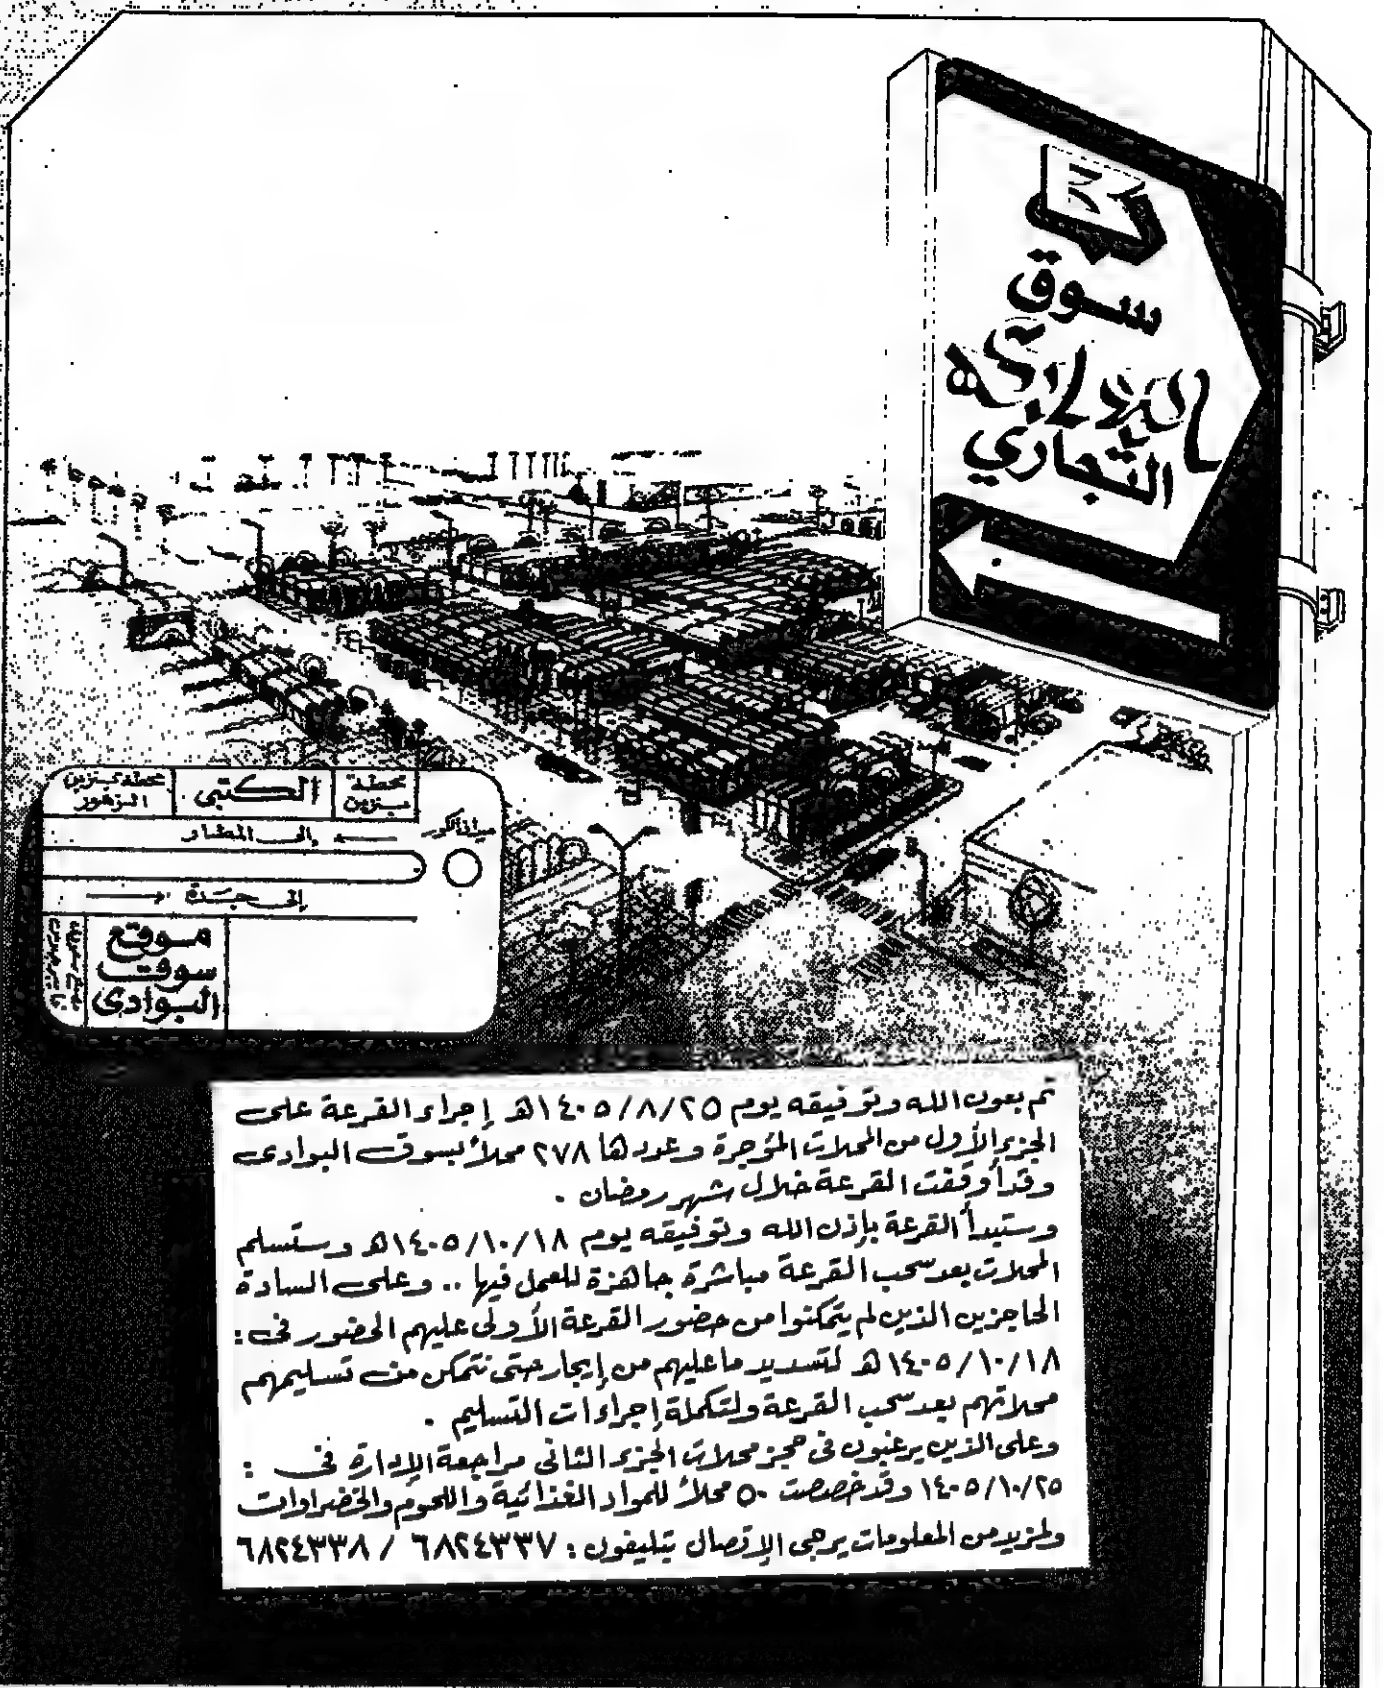 سوق
البوادي
التجاري
محطة بنزين
الزهور
الكتبي
محطة
بنزين
إلى المطار
إلى جدة
موقع
سوق
البوادى
تم بعون الله وتوفيقه يوم ١٤٠٥/٨/٢٥هـ إجراء القرعة على
الجزء الأول من المحلات المؤجرة وعددها ٢٧٨ محلاً بسوق البوادى
وقد أوقفت القرعة خلال شهر رمضان .
وستبدأ القرعة بإذن الله وتوفيقه يوم ١٤٠٥/١٠/١٨هـ وستسلم
المحلات بعد سحب القرعة مباشرة جاهزة للعمل فيها .. وعلى السادة
الحاجزين الذين لم يتمكنوا من حضور القرعة الأولى عليهم الحضور فى :
١٤٠٥/١٠/١٨هـ لتسديد ما عليهم من إيجار حتى نتمكن من تسليمهم
محلاتهم بعد سحب القرعة ولتكملة إجراءات التسليم .
وعلى الذين يرغبون فى حجز محلات الجزء الثانى مراجعة الإدارة فى :
١٤٠٥/١٠/٢٥ وقد خصصت ٥٠ محلاً للمواد الغذائية واللحوم والخضراوات
ولمزيد من المعلومات يرجى الإتصال بتليفون : ٦٨٢٤٣٣٧ / ٦٨٢٤٣٣٨